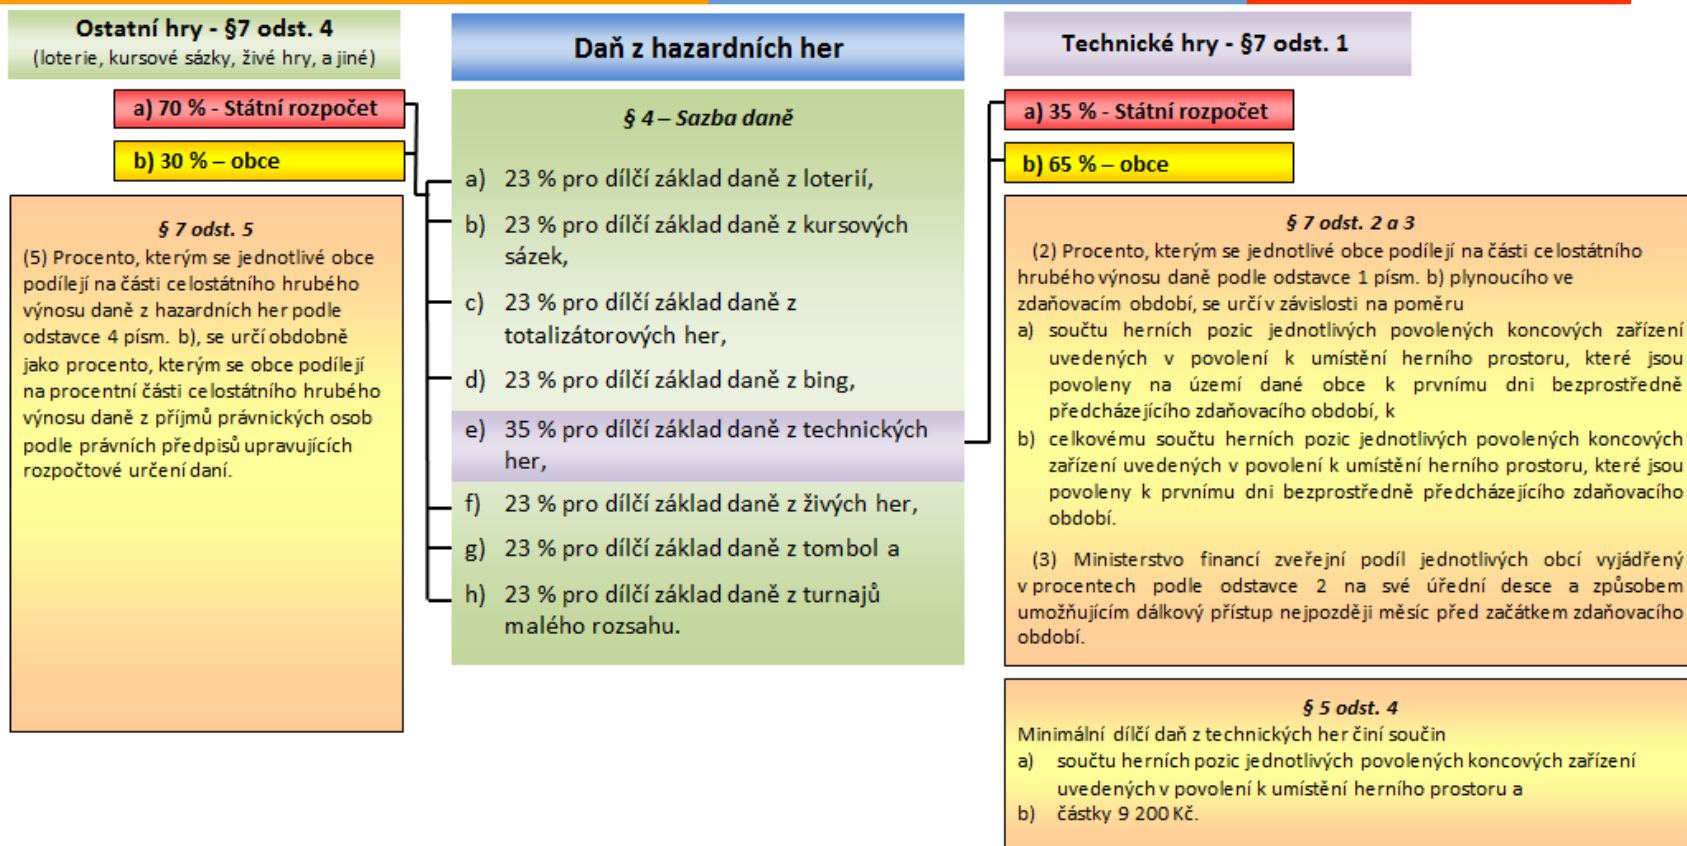 Ostatní hry - §7 odst. 4
(loterie, kursové sázky, živé hry, a jiné)
a) 70 % - Státní rozpočet
b) 30 % – obce
§ 7 odst. 5
(5) Procento, kterým se jednotlivé obce
podílejí na části celostátního hrubého
výnosu daně z hazardních her podle
odstavce 4 písm. b), se určí obdobně
jako procento, kterým se obce podílejí
na procentní části celostátního hrubého
výnosu daně z příjmů právnických osob
podle právních předpisů upravujících
rozpočtové určení daní.
Daň z hazardních her
§ 4 – Sazba daně
a) 23 % pro dílčí základ daně z loterií,
b) 23 % pro dílčí základ daně z kursových
sázek,
c) 23 % pro dílčí základ daně z
totalizátorových her,
d) 23 % pro dílčí základ daně z bing,
e) 35 % pro dílčí základ daně z technických
her,
f) 23 % pro dílčí základ daně z živých her,
g) 23 % pro dílčí základ daně z tombol a
h) 23 % pro dílčí základ daně z turnajů
malého rozsahu.
Technické hry - §7 odst. 1
a) 35 % - Státní rozpočet
b) 65 % – obce
§ 7 odst. 2 a 3
(2) Procento, kterým se jednotlivé obce podílejí na části celostátního
hrubého výnosu daně podle odstavce 1 písm. b) plynoucího ve
zdaňovacím období, se určí v závislosti na poměru
a) součtu herních pozic jednotlivých povolených koncových zařízení
uvedených v povolení k umístění herního prostoru, které jsou
povoleny na území dané obce k prvnímu dni bezprostředně
předcházejícího zdaňovacího období, k
b) celkovému součtu herních pozic jednotlivých povolených koncových
zařízení uvedených v povolení k umístění herního prostoru, které jsou
povoleny k prvnímu dni bezprostředně předcházejícího zdaňovacího
období.
(3) Ministerstvo financí zveřejní podíl jednotlivých obcí vyjádřený
v procentech podle odstavce 2 na své úřední desce a způsobem
umožňujícím dálkový přístup nejpozději měsíc před začátkem zdaňovacího
období.
§ 5 odst. 4
Minimální dílčí daň z technických her činí součin
a) součtu herních pozic jednotlivých povolených koncových zařízení
uvedených v povolení k umístění herního prostoru a
b) částky 9 200 Kč.